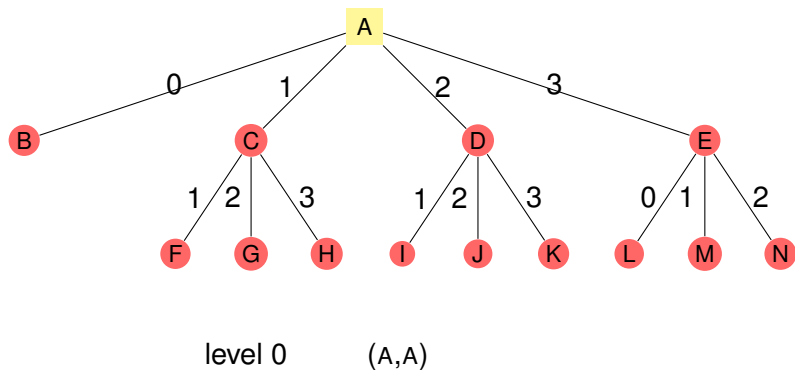 A
0 1 2 3
B C D E
1 2 3 1 2 3 0 1 2
F G H I J K L M N
level 0 (A,A)